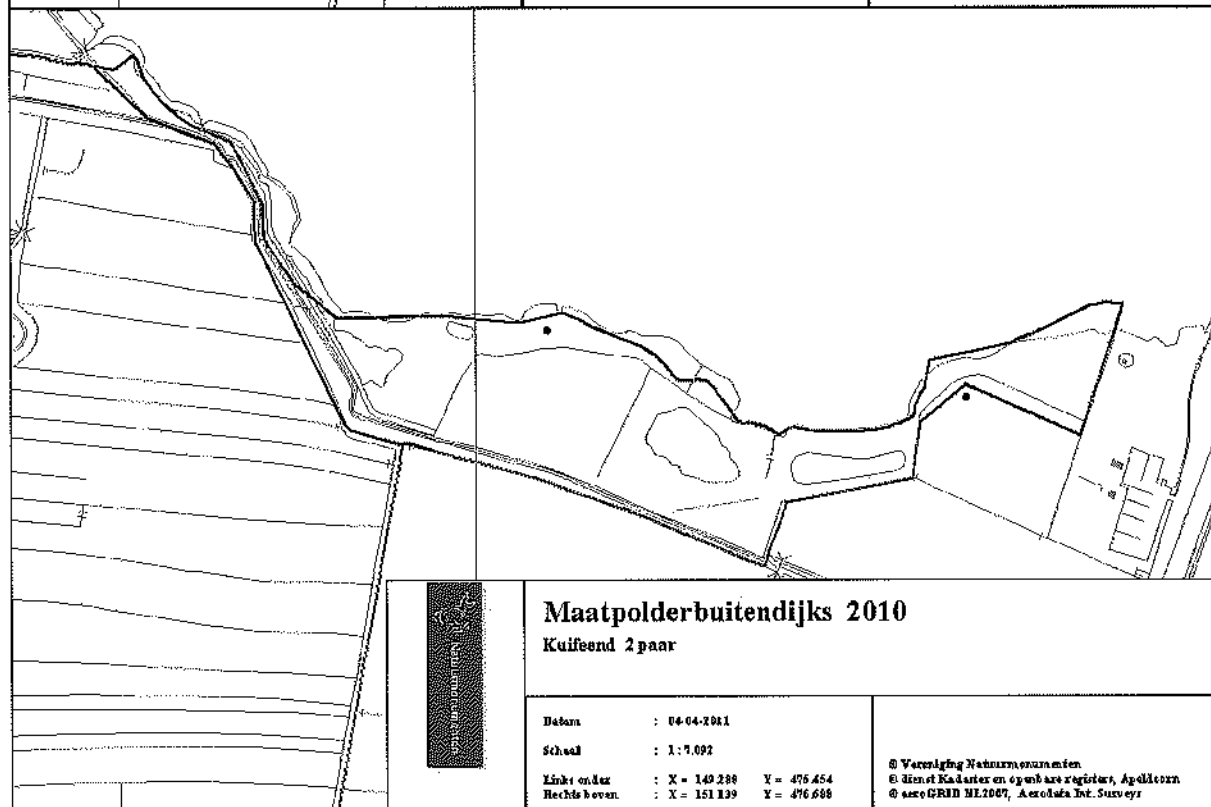 Maatpolderbuitendijks 2010
Kuifeend 2 paar
Datum : 04-04-2011
Schaal : 1 : 7.092
Links onder : X = 149.288 Y = 475.454
Rechts boven : X = 151.139 Y = 476.688
© Vereniging Natuurmonumenten
© dienst Kadaster en openbare registers, Apeldoorn
© aeroGRID NL2007, Aerodata Int. Surveys